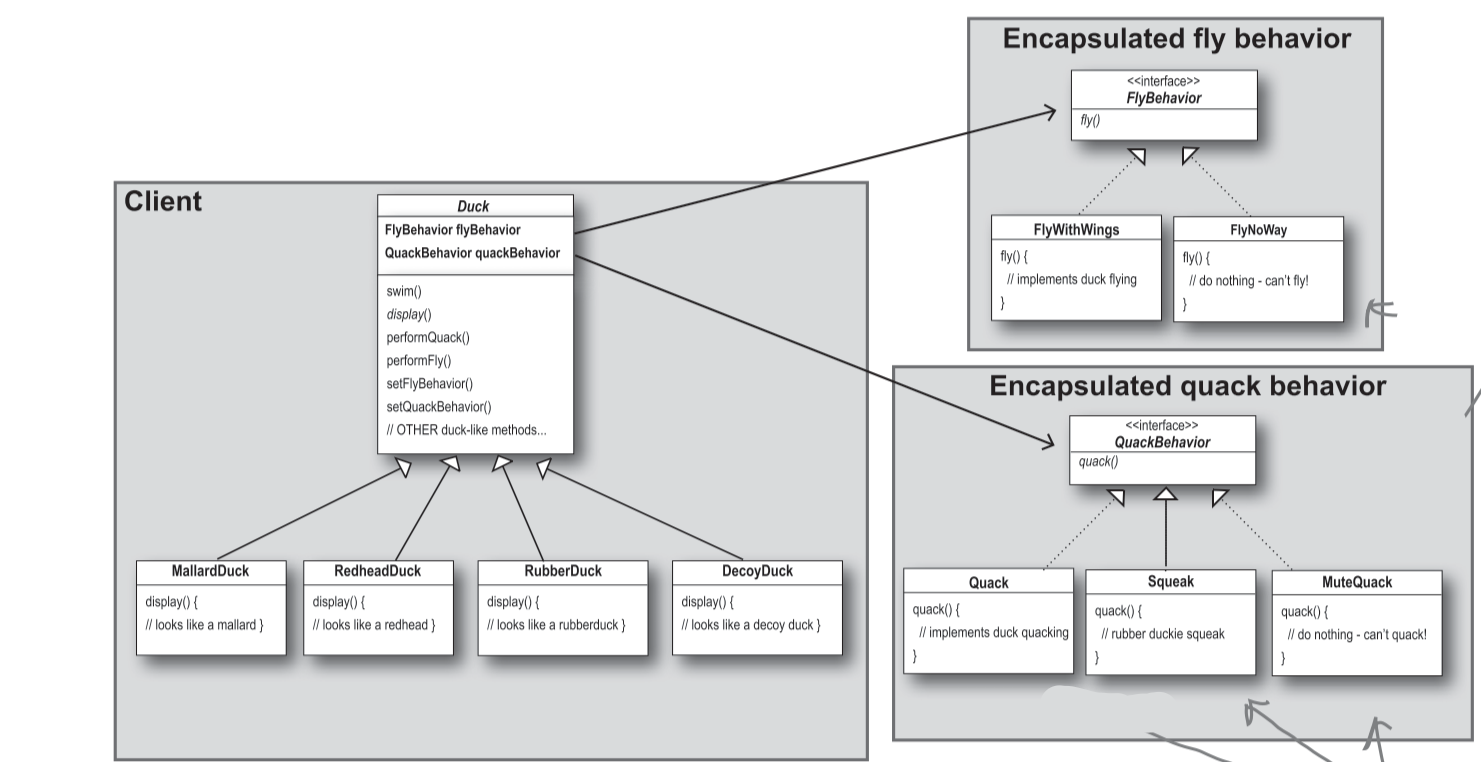 Encapsulated fly behavior
<<interface>>
FlyBehavior
fly()
FlyWithWings
fly() {
// implements duck flying
}
FlyNoWay
fly() {
// do nothing - can't fly!
}
Client
Duck
FlyBehavior flyBehavior
QuackBehavior quackBehavior
swim()
display()
performQuack()
performFly()
setFlyBehavior()
setQuackBehavior()
// OTHER duck-like methods...
MallardDuck
display() {
// looks like a mallard }
RedheadDuck
display() {
// looks like a redhead }
RubberDuck
display() {
// looks like a rubberduck }
DecoyDuck
display() {
// looks like a decoy duck }
Encapsulated quack behavior
<<interface>>
QuackBehavior
quack()
Quack
quack() {
// implements duck quacking
}
Squeak
quack() {
// rubber duckie squeak
}
MuteQuack
quack() {
// do nothing - can't quack!
}